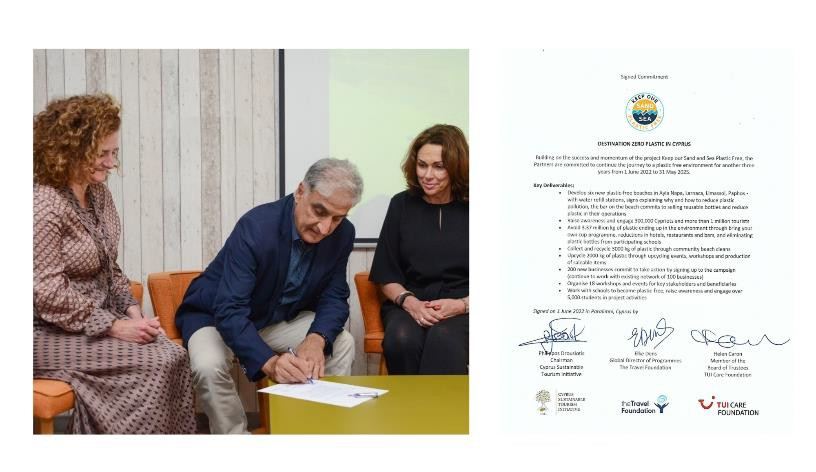 Signed Commitment
KEEP OUR
SAND
SEA
PLASTIC FREE
DESTINATION ZERO PLASTIC IN CYPRUS
Building on the success and momentum of the project Keep our Sand and Sea Plastic Free, the
Partners are committed to continue the journey to a plastic free environment for another three
years from 1 June 2022 to 31 May 2025.
Key Deliverables:
• Develop six new plastic-free beaches in Ayia Napa, Larnaca, Limassol, Paphos -
with water refill stations, signs explaining why and how to reduce plastic
pollution, the bar on the beach commits to selling reusable bottles and reduce
plastic in their operations
• Raise awareness and engage 300,000 Cypriots and more than 1 million tourists
• Avoid 3.37 million kg of plastic ending up in the environment through bring your
own cup programme, reductions in hotels, restaurants and bars, and eliminating
plastic bottles from participating schools
• Collect and recycle 3000 kg of plastic through community beach cleans
• Upcycle 2000 kg of plastic through upcycling events, workshops and production
of saleable items
• 200 new businesses commit to take action by signing up to the campaign
(continue to work with existing network of 100 businesses)
• Organise 18 workshops and events for key stakeholders and beneficiaries
• Work with schools to become plastic free, raise awareness and engage over
5,000 students in project activities
Signed on 1 June 2022 in Paralimni, Cyprus by
Philippos Drousiotis
Chairman
Cyprus Sustainable
Tourism Initiative
Elke Dens
Global Director of Programmes
The Travel Foundation
Helen Caron
Member of the
Board of Trustees
TUI Care Foundation
CYPRUS
SUSTAINABLE
TOURISM
INITIATIVE
theTravel
Foundation
TUI CARE
FOUNDATION